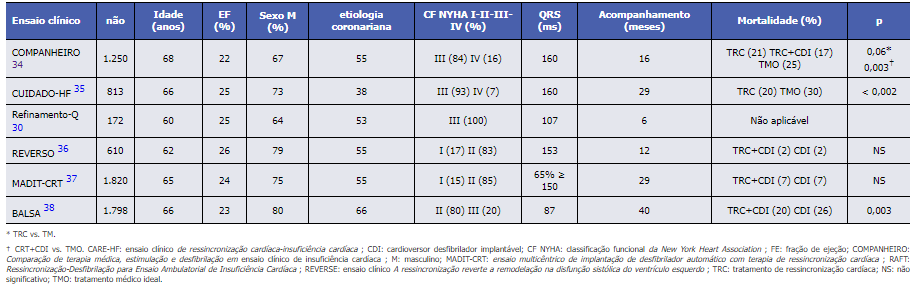 Ensaio clínico não Idade (anos) EF (%) Sexo M (%) etiologia coronariana CF NYHA I-II-III-IV (%) QRS (ms) Acompanhamento (meses) Mortalidade (%) p
COMPANHEIRO 34 1.250 68 22 67 55 III (84) IV (16) 160 16 TRC (21) TRC+CDI (17) TMO (25) 0,06* 0,003†
CUIDADO-HF 35 813 66 25 73 38 III (93) IV (7) 160 29 TRC (20) TMO (30) < 0,002
Refinamento-Q 30 172 60 25 64 53 III (100) 107 6 Não aplicável
REVERSO 36 610 62 26 79 55 I (17) II (83) 153 12 TRC+CDI (2) CDI (2) NS
MADIT-CRT 37 1.820 65 24 75 55 I (15) II (85) 65% ≥ 150 29 TRC+CDI (7) CDI (7) NS
BALSA 38 1.798 66 23 80 66 II (80) III (20) 87 40 TRC+CDI (20) CDI (26) 0,003
* TRC vs. TM.
† CRT+CDI vs. TMO. CARE-HF: ensaio clínico de ressincronização cardíaca-insuficiência cardíaca ; CDI: cardioversor desfibrilador implantável; CF NYHA: classificação funcional da New York Heart Association ; FE: fração de ejeção; COMPANHEIRO:
Comparação de terapia médica, estimulação e desfibrilação em ensaio clínico de insuficiência cardíaca ; M: masculino; MADIT-CRT: ensaio multicêntrico de implantação de desfibrilador automático com terapia de ressincronização cardíaca ; RAFT:
Ressincronização-Desfibrilação para Ensaio Ambulatorial de Insuficiência Cardíaca ; REVERSE: ensaio clínico A ressincronização reverte a remodelação na disfunção sistólica do ventrículo esquerdo ; TRC: tratamento de ressincronização cardíaca; NS: não
significativo; TMO: tratamento médico ideal.